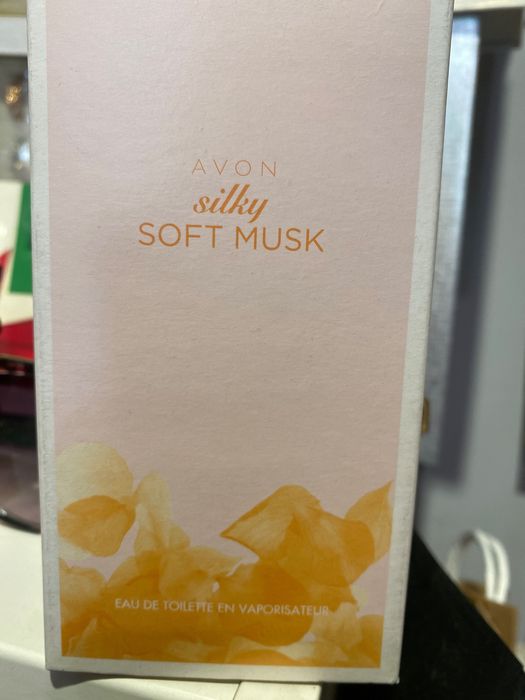 AVON
silky
SOFT MUSK
EAU DE TOILETTE EN VAPORISATEUR